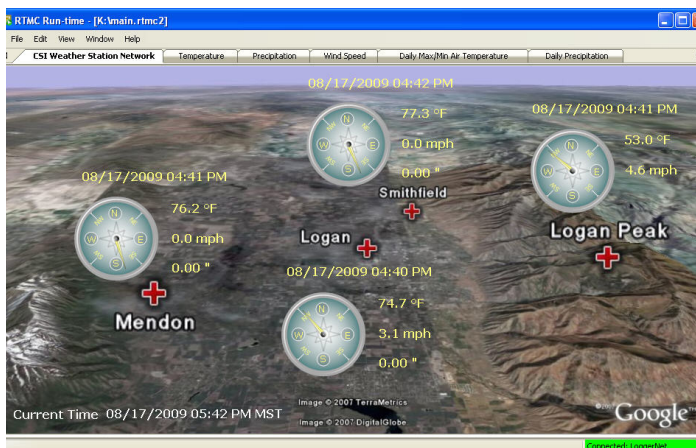 RTMC Run-time - [K:\main.rtmc2]
File Edit View Window Help
CSI Weather Station Network Temperature Precipitation Wind Speed Daily Max/Min Air Temperature Daily Precipitation
08/17/2009 04:42 PM
77.3 °F
0.0 mph
0.00 "
Smithfield
08/17/2009 04:41 PM
53.0 °F
4.6 mph
Logan Peak
08/17/2009 04:41 PM
76.2 °F
0.0 mph
0.00 "
Mendon
Logan
08/17/2009 04:40 PM
74.7 °F
3.1 mph
0.00 "
N
E
S
W
N
E
S
W
N
E
S
W
N
E
S
W
Image © 2007 TerraMetrics
Image © 2007 DigitalGlobe
Google
Current Time 08/17/2009 05:42 PM MST
Connected: LoggerNet